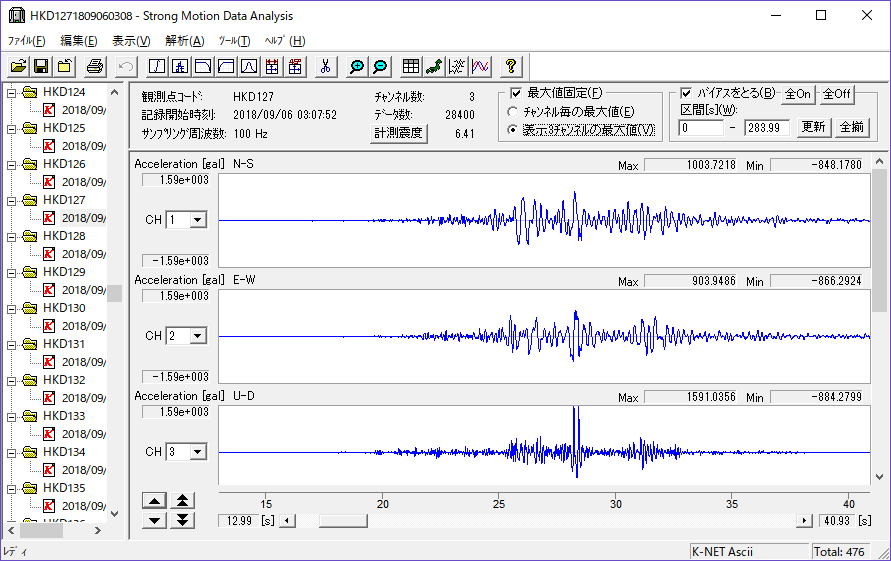 HKD1271809060308 - Strong Motion Data Analysis
ﾌｧｲﾙ(F) 編集(E) 表示(V) 解析(A) ﾂｰﾙ(T) ﾍﾙﾌﾟ(H)
HKD124
2018/09/
HKD125
2018/09/
HKD126
2018/09/
HKD127
2018/09/
HKD128
2018/09/
HKD129
2018/09/
HKD130
2018/09/
HKD131
2018/09/
HKD132
2018/09/
HKD133
2018/09/
HKD134
2018/09/
HKD135
2018/09/
観測点ｺｰﾄﾞ: HKD127
記録開始時刻: 2018/09/06 03:07:52
ｻﾝﾌﾟﾘﾝｸﾞ周波数: 100 Hz
ﾁｬﾝﾈﾙ数: 3
ﾃﾞｰﾀ数: 28400
計測震度 6.41
最大値固定(F)
ﾁｬﾝﾈﾙ毎の最大値(E)
表示3ﾁｬﾝﾈﾙの最大値(V)
ﾊﾞｲｱｽをとる(B) 全On 全Off
区間[s](W):
0 - 283.99 更新 全掃
Acceleration [gal] N-S Max 1003.7218 Min -848.1780
1.59e+003
CH 1
-1.59e+003
Acceleration [gal] E-W Max 903.9486 Min -866.2924
1.59e+003
CH 2
-1.59e+003
Acceleration [gal] U-D Max 1591.0356 Min -884.2799
1.59e+003
CH 3
15 20 25 30 35 40
12.99 [s] 40.93 [s]
ﾚﾃﾞｨ K-NET Ascii Total: 476